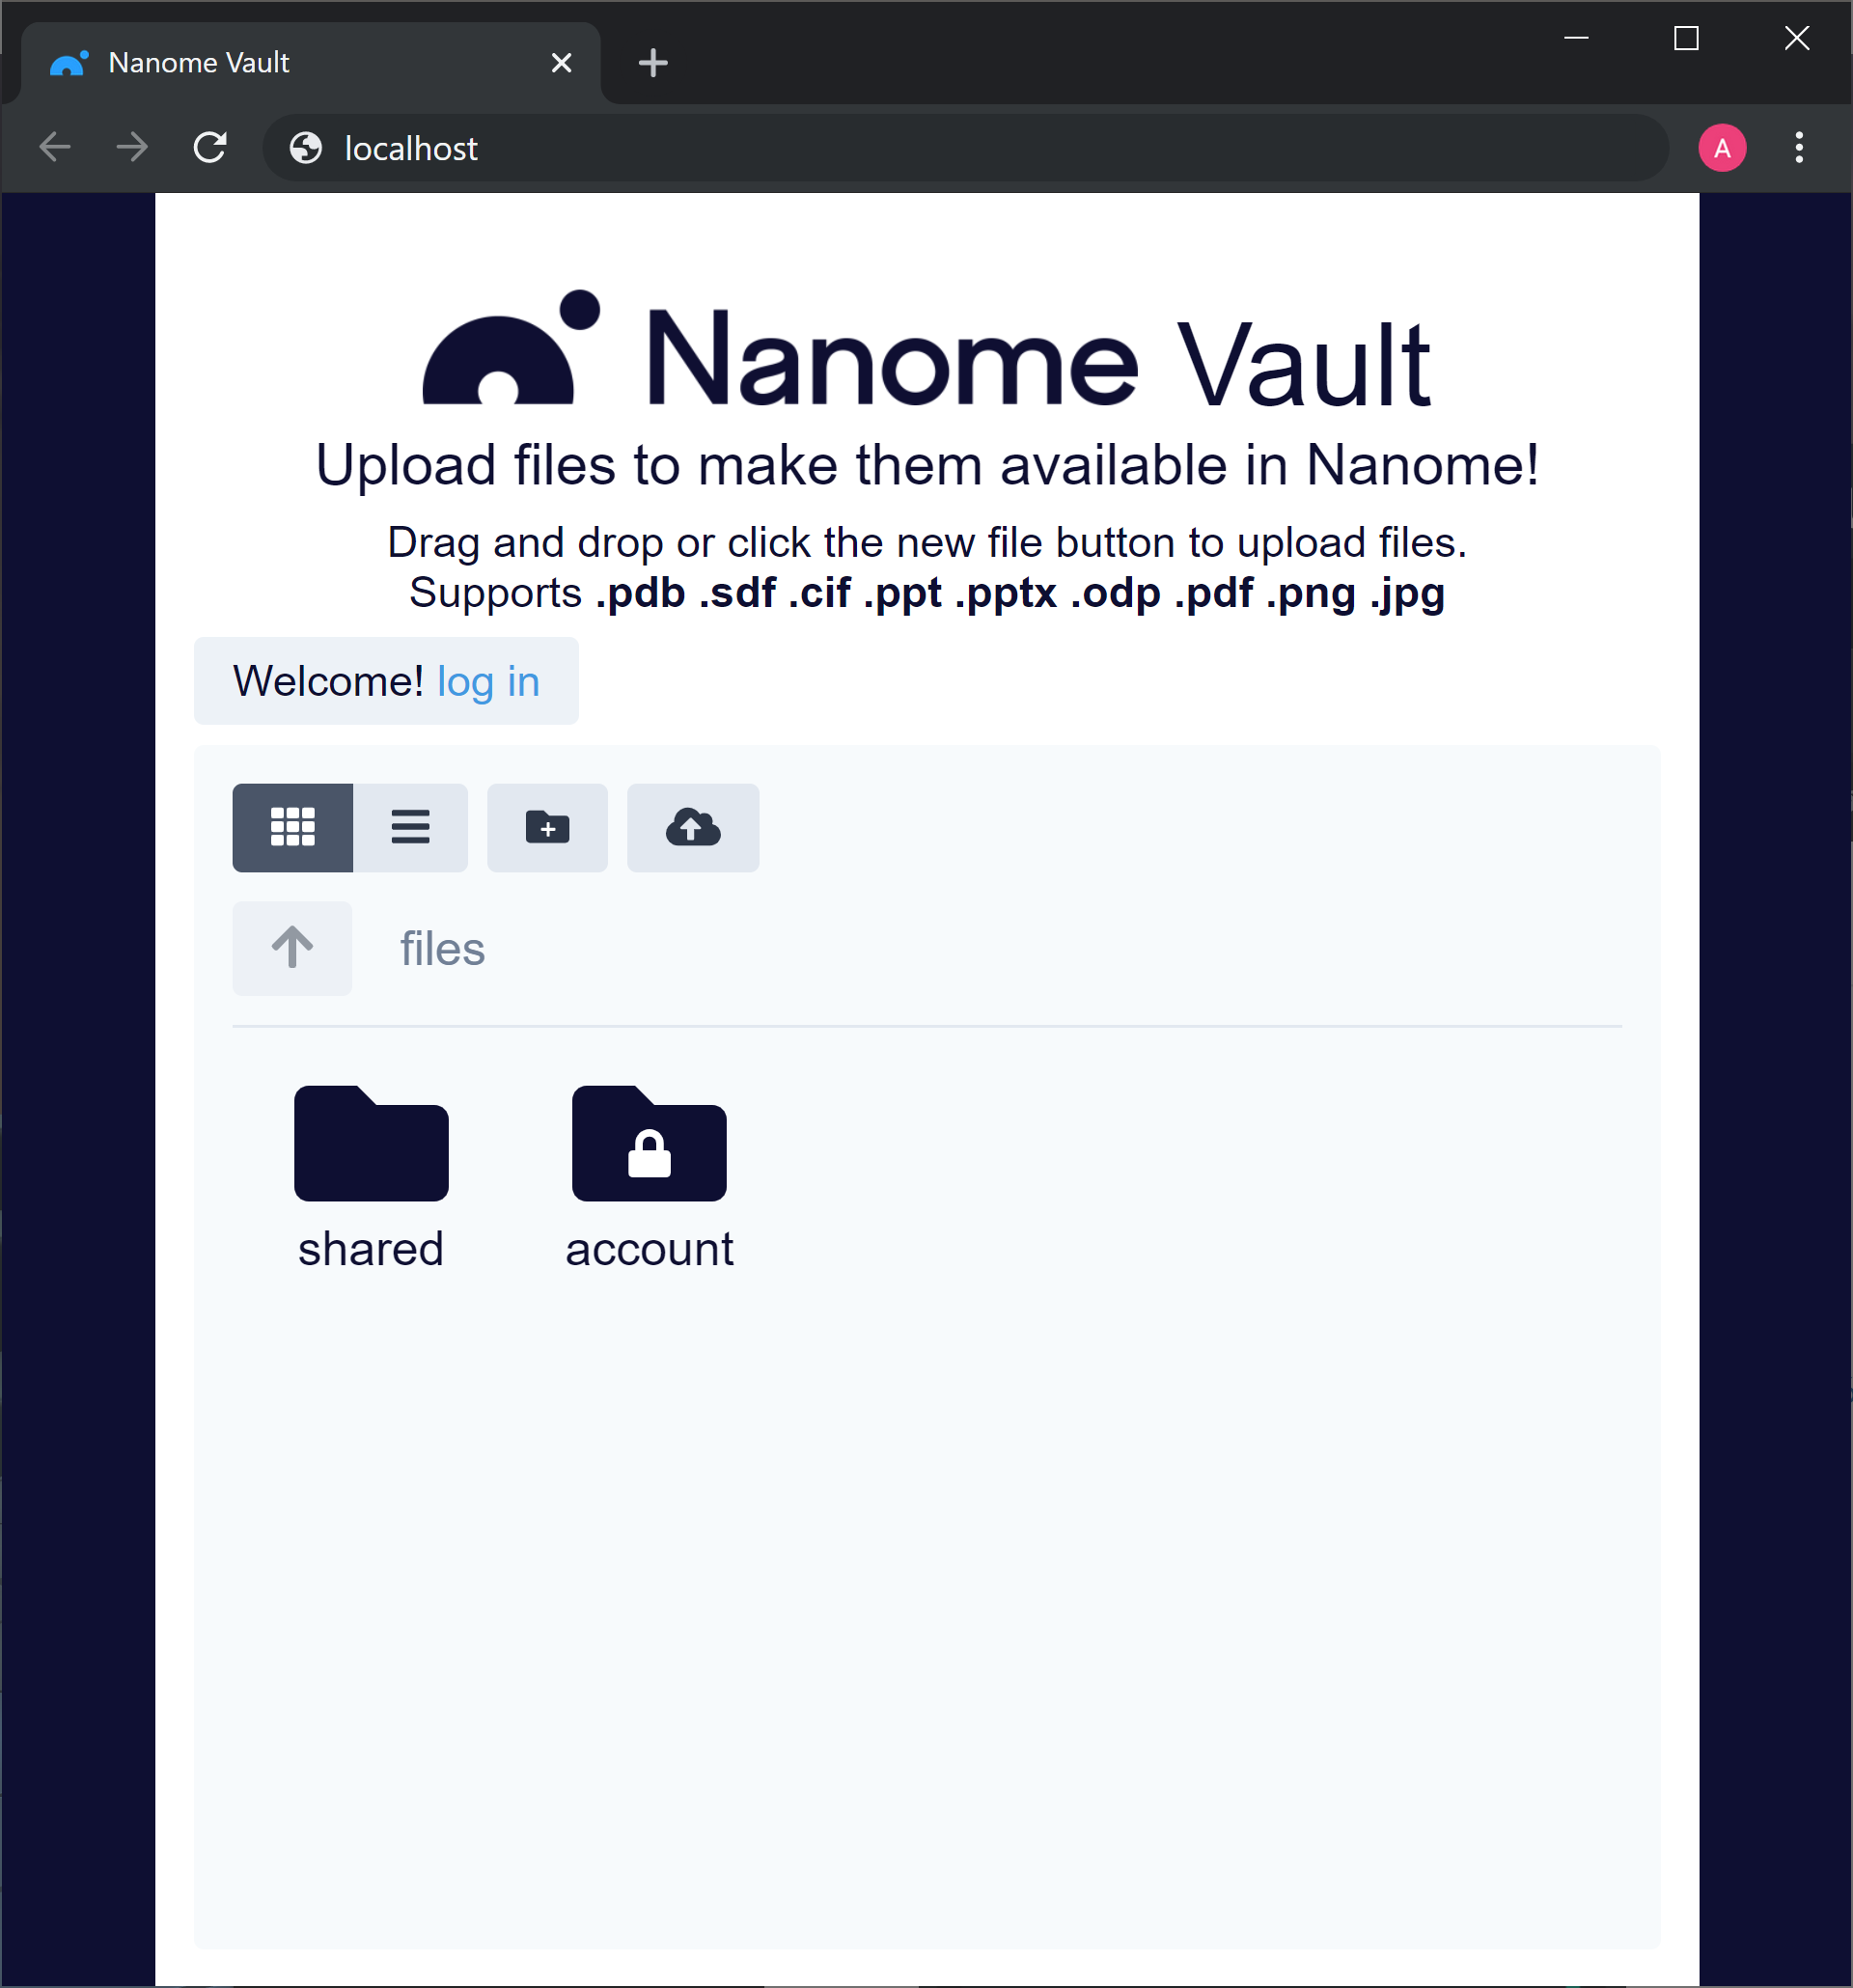 Nanome Vault
localhost
A
Nanome Vault
Upload files to make them available in Nanome!
Drag and drop or click the new file button to upload files.
Supports .pdb .sdf .cif .ppt .pptx .odp .pdf .png .jpg
Welcome! log in
files
shared account